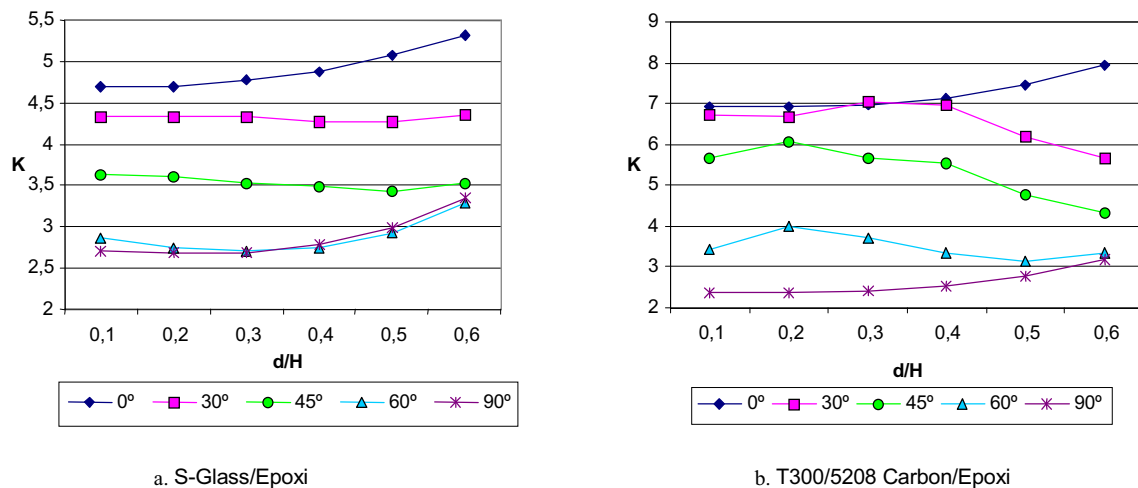 5,5
5
4,5
4
K
3,5
3
2,5
2
0,1 0,2 0,3 0,4 0,5 0,6
d/H
0º 30º 45º 60º 90º
a. S-Glass/Epoxi
9
8
7
6
K
5
4
3
2
0,1 0,2 0,3 0,4 0,5 0,6
d/H
0º 30º 45º 60º 90º
b. T300/5208 Carbon/Epoxi